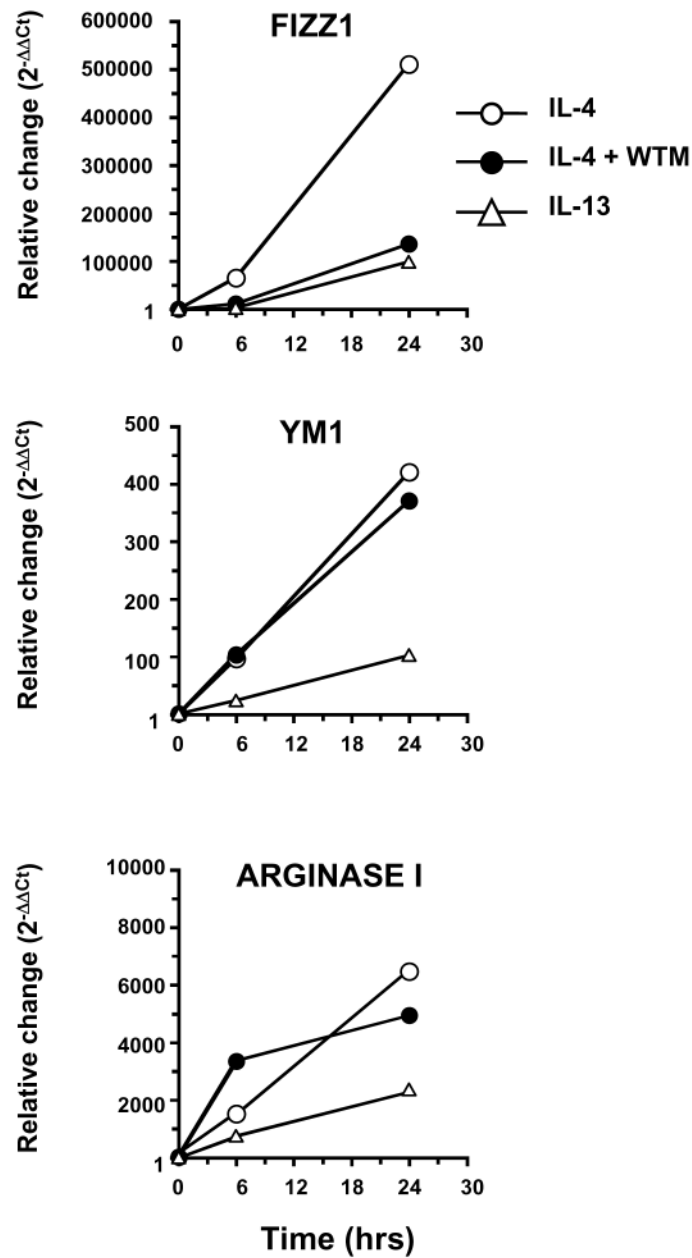 FIZZ1
Relative change (2-ΔΔCt)
600000
500000
400000
300000
200000
100000
1
0 6 12 18 24 30
IL-4
IL-4 + WTM
IL-13
YM1
Relative change (2-ΔΔCt)
500
400
300
200
100
1
0 6 12 18 24 30
ARGINASE I
Relative change (2-ΔΔCt)
10000
8000
6000
4000
2000
1
0 6 12 18 24 30
Time (hrs)